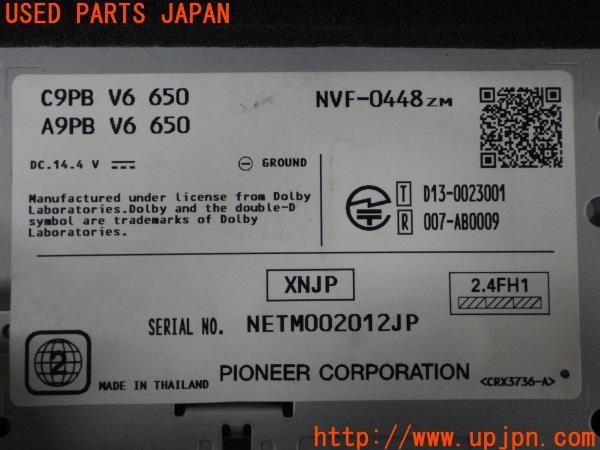 USED PARTS JAPAN
C9PB V6 650
A9PB V6 650
NVF-0448ZM
DC.14.4 V
GROUND
Manufactured under license from Dolby
Laboratories.Dolby and the double-D
symbol are trademarks of Dolby
Laboratories.
T D13-0023001
R 007-AB0009
XNJP
2.4FH1
SERIAL NO. NETM002012JP
2
MADE IN THAILAND
PIONEER CORPORATION
<CRX3736-A>
http://www.upjpn.com/